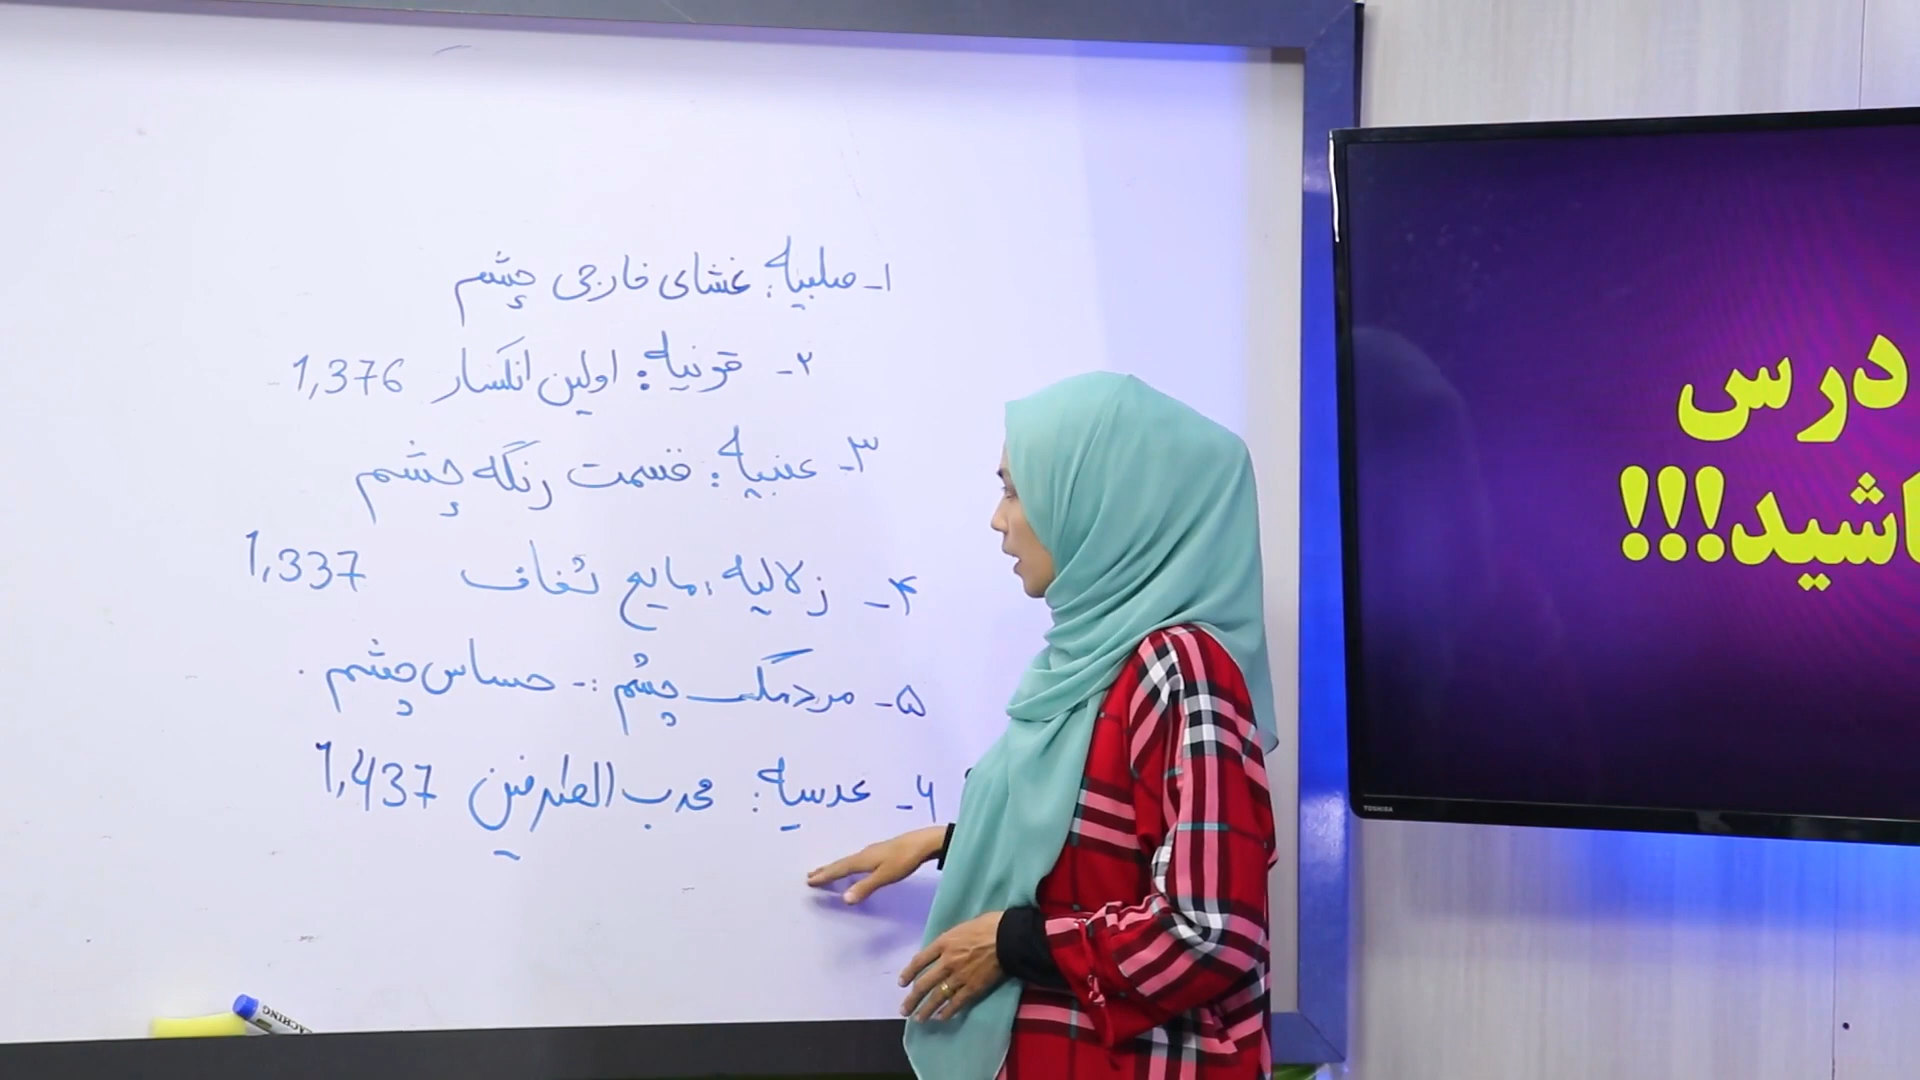 ۱- صلبیه: غشای خارجی چشم
۲- قرنیه: اولین انکسار 1,376
۳- عنبیه: قسمت رنگه چشم
۴- زلالیه: مایع شفاف 1,337
۵- مردمک چشم :- حساس چشم
۶- عدسیه: محدب الطرفین 1,437
درس
اشید!!!
TOSHIBA